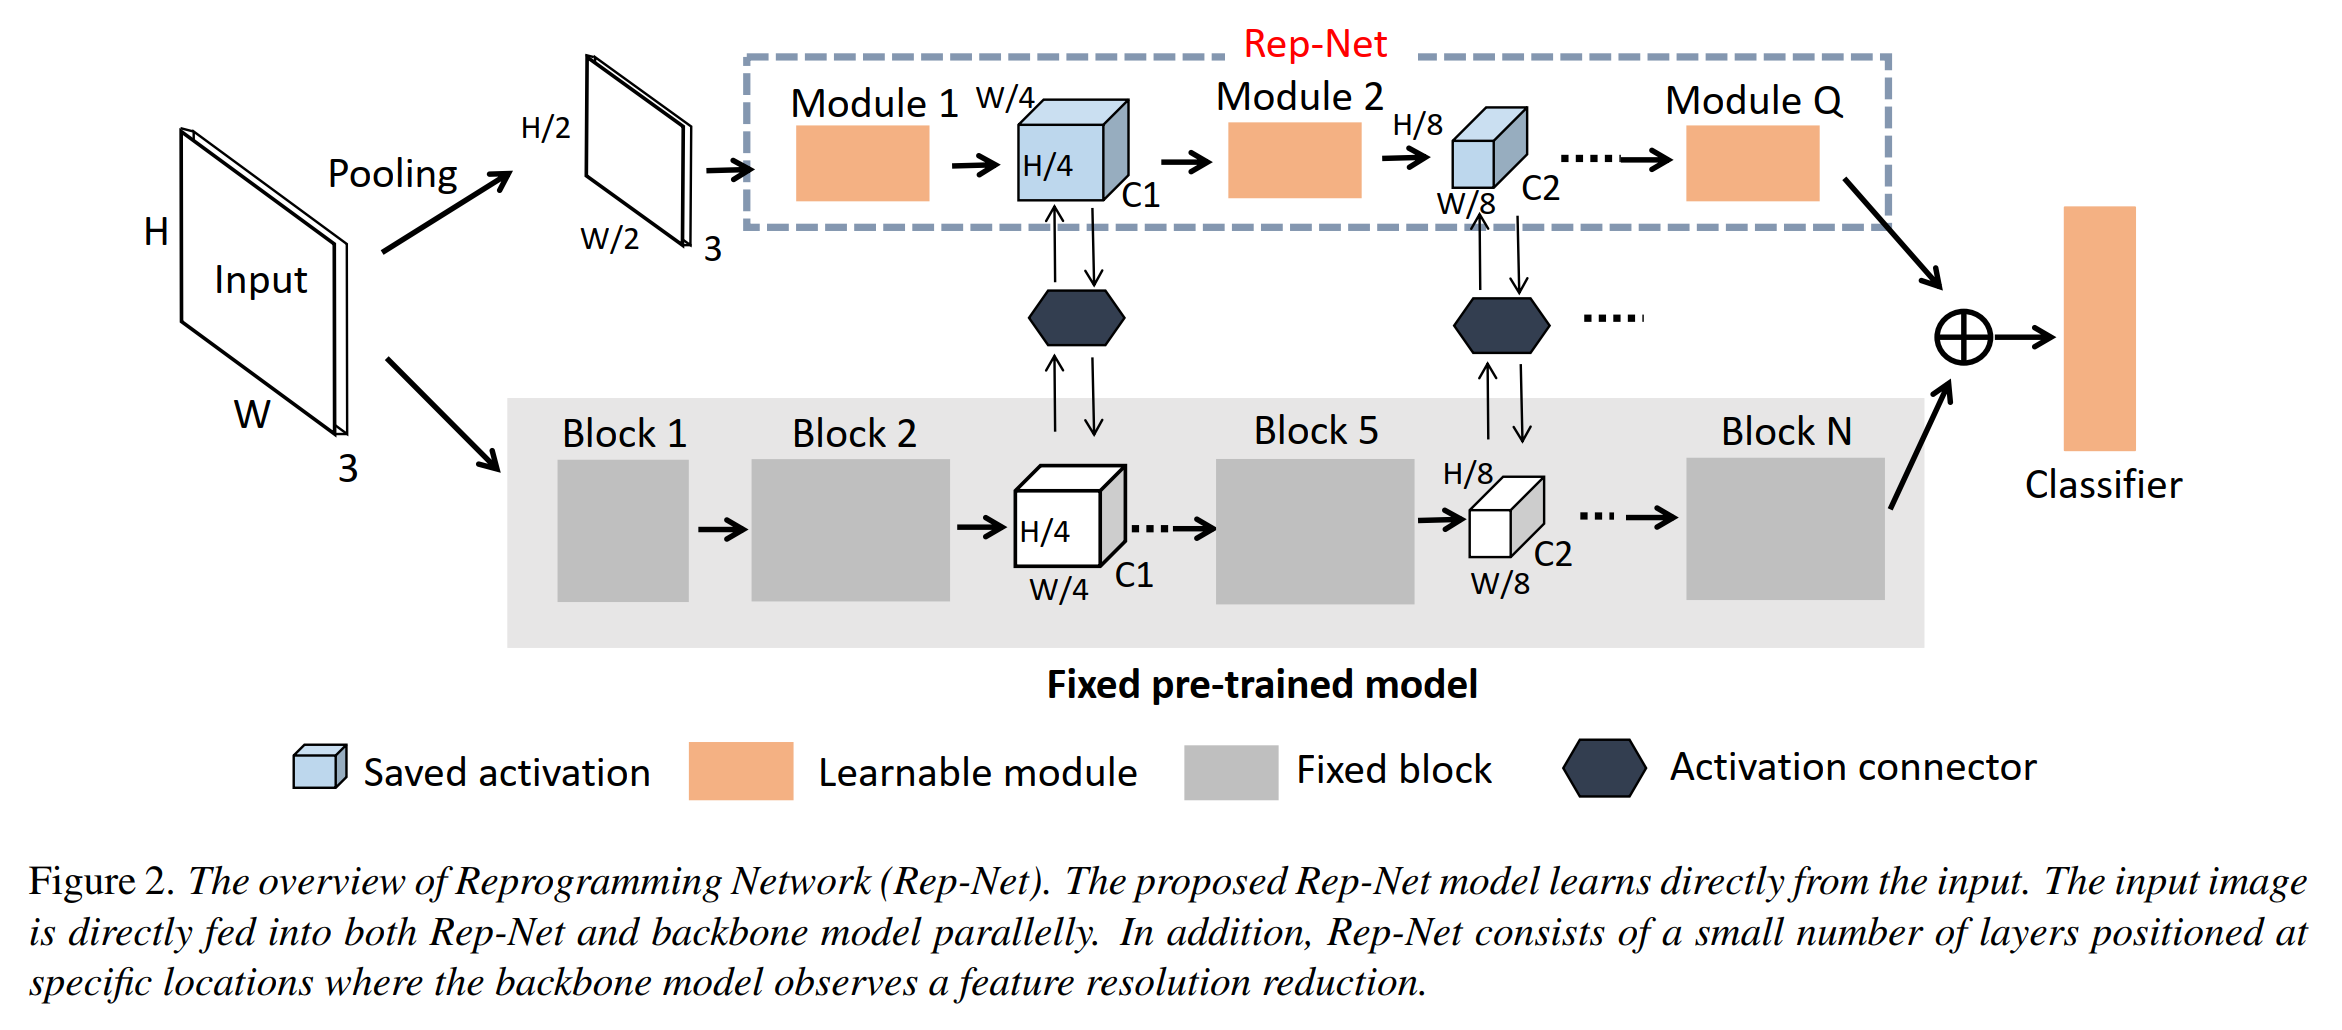 Rep-Net
Module 1
W/4
H/4
C1
Module 2
H/8
W/8
C2
Module Q
H/2
W/2
3
Pooling
H
Input
W
3
Block 1
Block 2
H/4
W/4
C1
Block 5
H/8
W/8
C2
Block N
Classifier
Fixed pre-trained model
Saved activation
Learnable module
Fixed block
Activation connector
Figure 2. The overview of Reprogramming Network (Rep-Net). The proposed Rep-Net model learns directly from the input. The input image
is directly fed into both Rep-Net and backbone model parallelly. In addition, Rep-Net consists of a small number of layers positioned at
specific locations where the backbone model observes a feature resolution reduction.